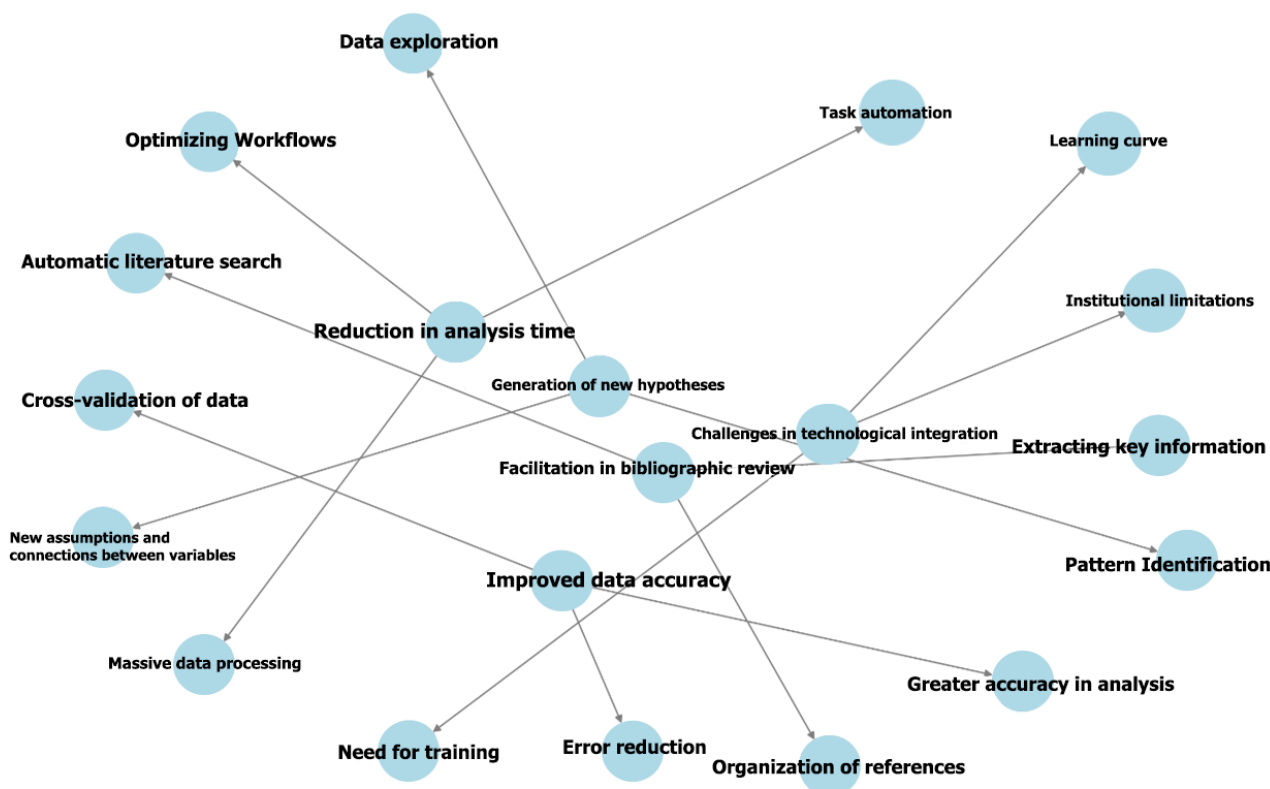 Data exploration
Task automation
Optimizing Workflows
Learning curve
Automatic literature search
Institutional limitations
Reduction in analysis time
Generation of new hypotheses
Cross-validation of data
Challenges in technological integration
Extracting key information
Facilitation in bibliographic review
New assumptions and
connections between variables
Pattern Identification
Improved data accuracy
Massive data processing
Greater accuracy in analysis
Need for training
Error reduction
Organization of references